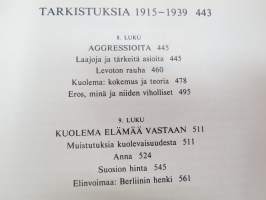 TARKISTUKSIA 1915–1939 443
8. LUKU
AGGRESSIOITA 445
Laajoja ja tärkeitä asioita 445
Levoton rauha 460
Kuolema: kokemus ja teoria 478
Eros, minä ja niiden viholliset 495
9. LUKU
KUOLEMA ELÄMÄÄ VASTAAN 511
Muistutuksia kuolevaisuudesta 511
Anna 524
Suosion hinta 545
Elinvoimaa: Berliinin henki 561